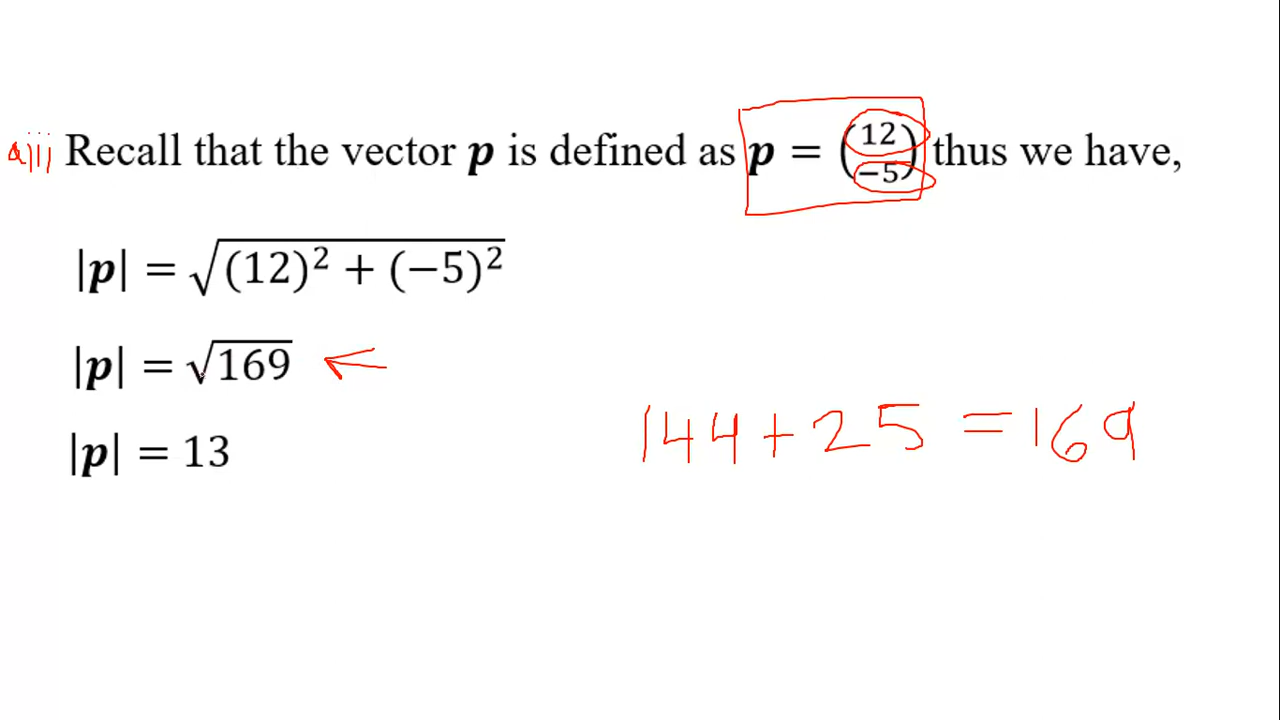 aiii Recall that the vector p is defined as p = (12 -5) thus we have,
|p| = √(12)² + (−5)²
|p| = √169
144 + 25 = 169
|p| = 13